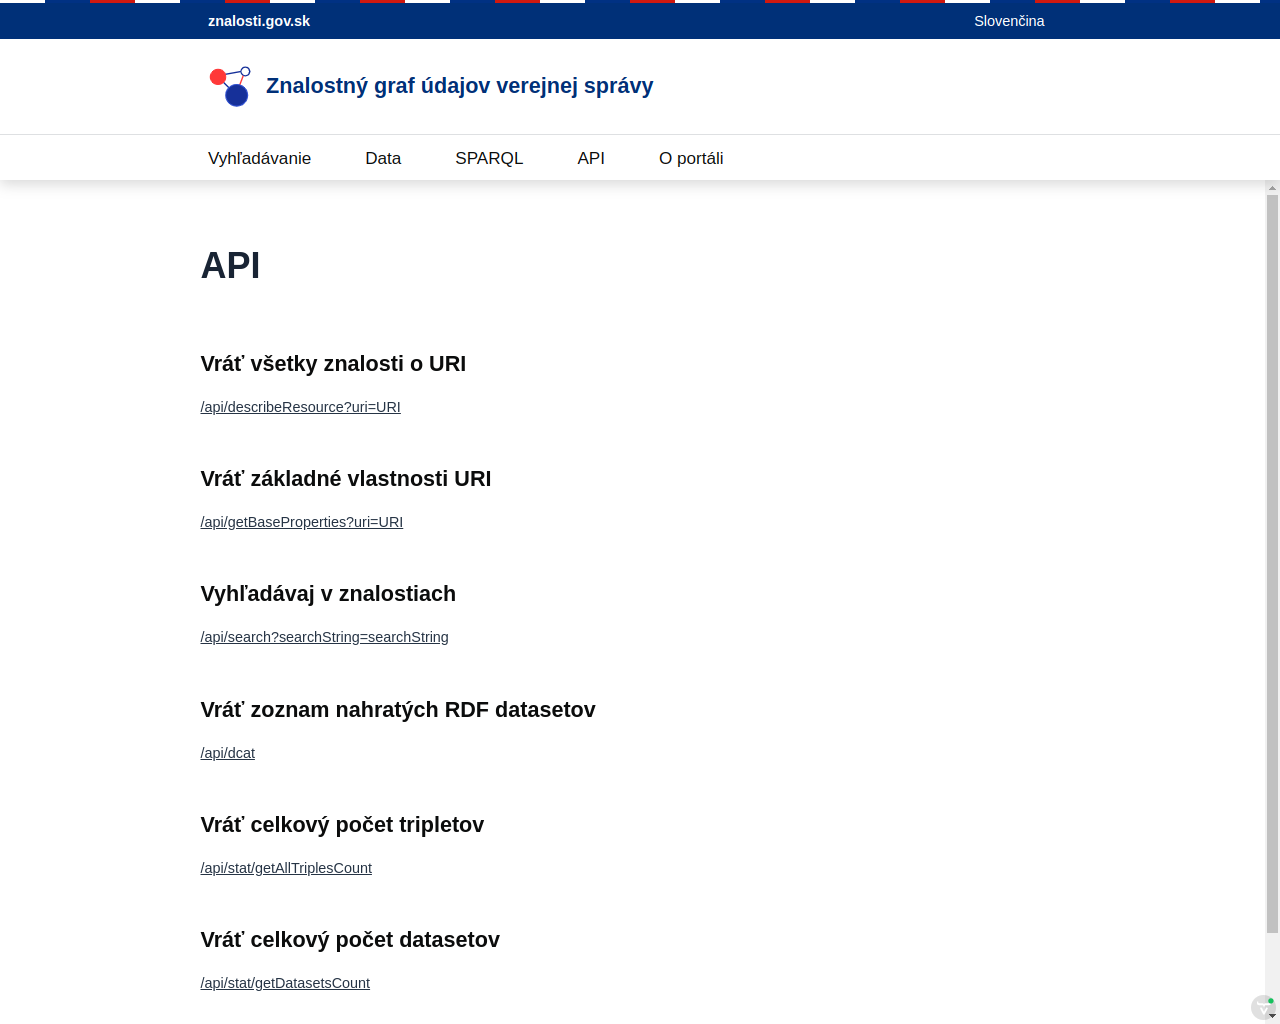 znalosti.gov.sk
Slovenčina
Znalostný graf údajov verejnej správy
Vyhľadávanie
Data
SPARQL
API
O portáli
API
Vráť všetky znalosti o URI
/api/describeResource?uri=URI
Vráť základné vlastnosti URI
/api/getBaseProperties?uri=URI
Vyhľadávaj v znalostiach
/api/search?searchString=searchString
Vráť zoznam nahratých RDF datasetov
/api/dcat
Vráť celkový počet tripletov
/api/stat/getAllTriplesCount
Vráť celkový počet datasetov
/api/stat/getDatasetsCount